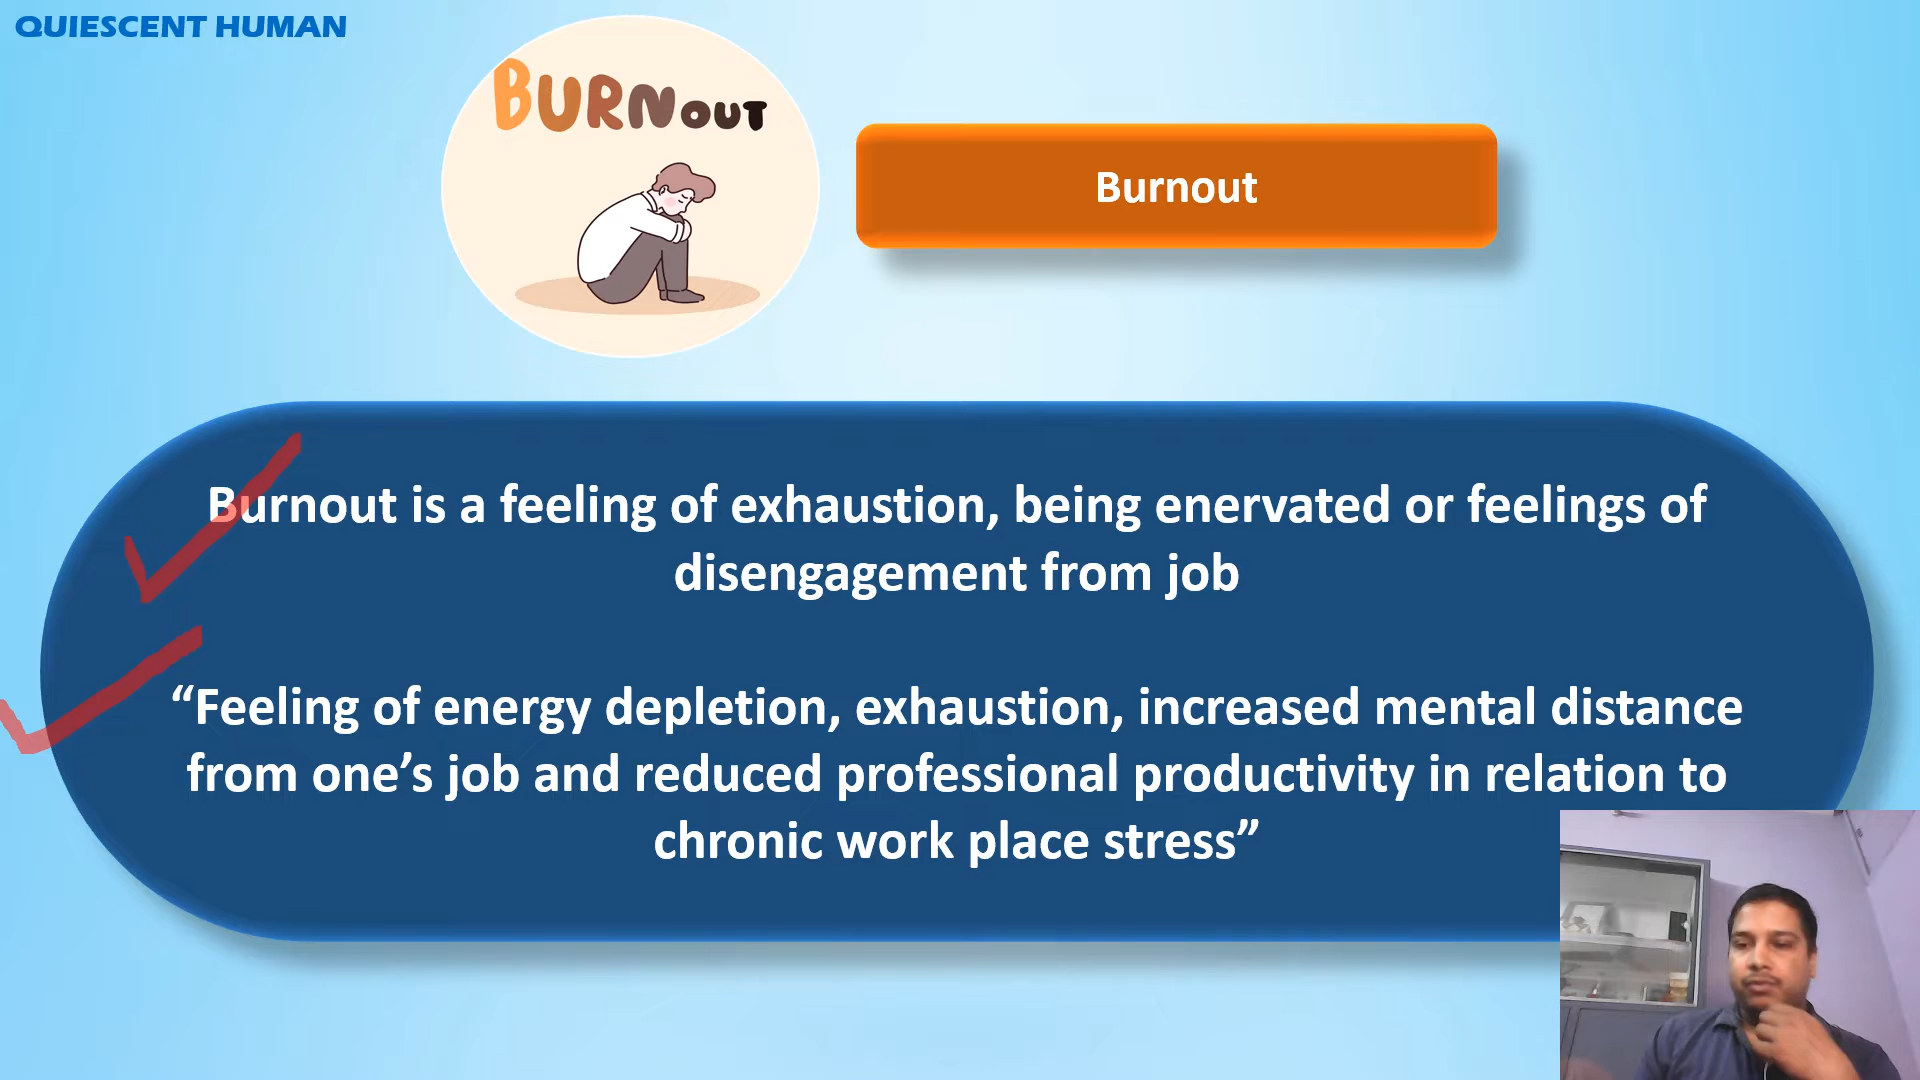 QUIESCENT HUMAN
BURNOUT
Burnout
Burnout is a feeling of exhaustion, being enervated or feelings of
disengagement from job
“Feeling of energy depletion, exhaustion, increased mental distance
from one’s job and reduced professional productivity in relation to
chronic work place stress”